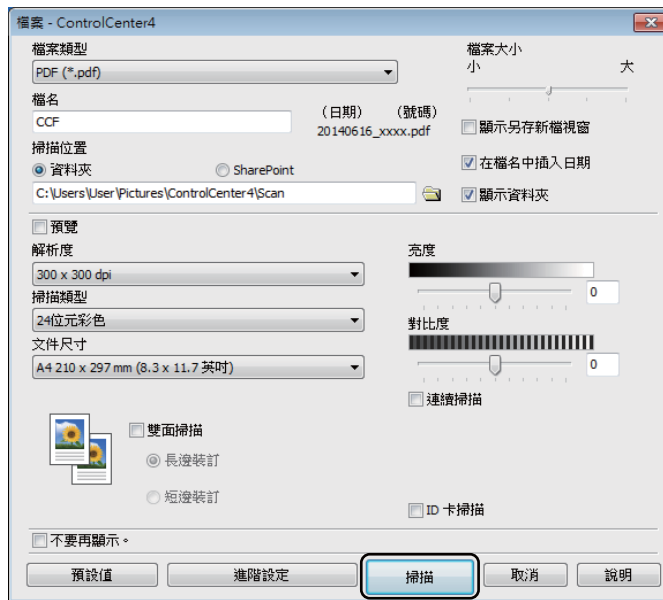 檔案 - ControlCenter4
檔案類型
PDF (*.pdf)
檔名
CCF
(日期) (號碼)
20140616_xxxx.pdf
掃描位置
資料夾 SharePoint
C:\Users\User\Pictures\ControlCenter4\Scan
檔案大小
小 大
顯示另存新檔視窗
在檔名中插入日期
顯示資料夾
預覽
解析度
300 x 300 dpi
掃描類型
24位元彩色
文件尺寸
A4 210 x 297 mm (8.3 x 11.7 英吋)
亮度
0
對比度
0
連續掃描
雙面掃描
長邊裝訂
短邊裝訂
ID 卡掃描
不要再顯示。
預設值 進階設定 掃描 取消 說明